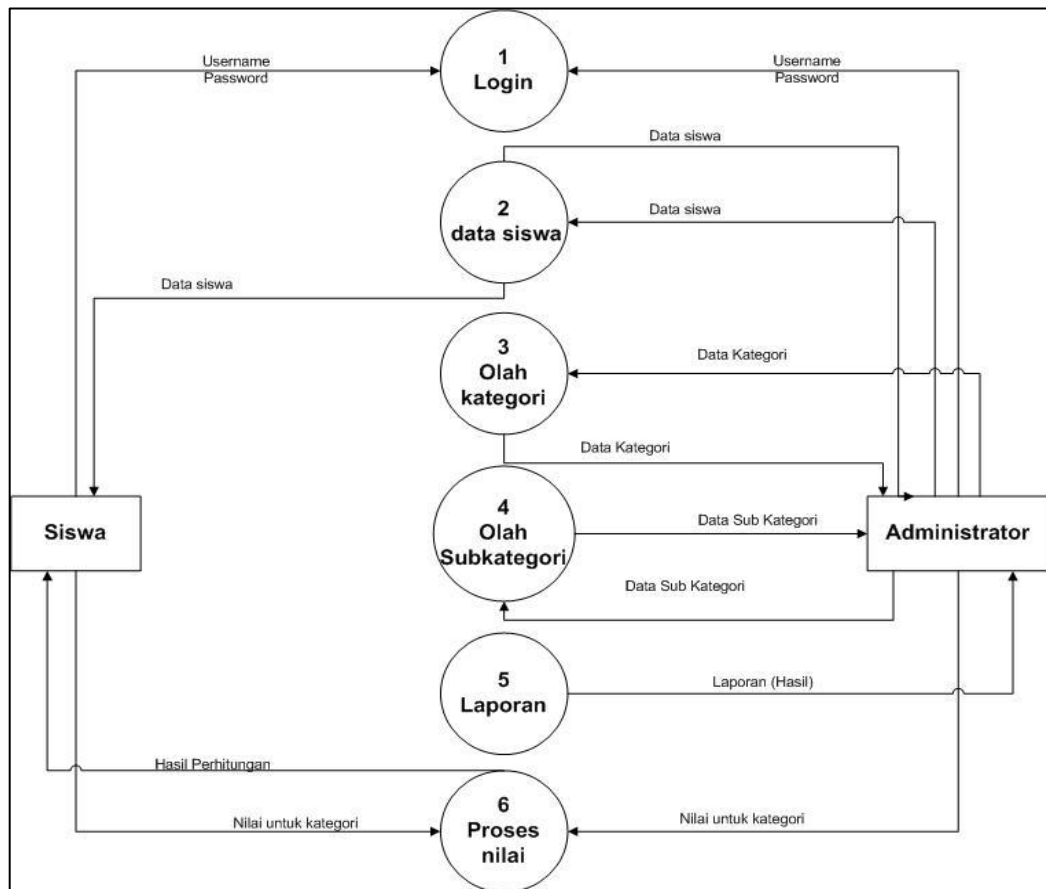 1
Login
Username
Password
Username
Password
Data siswa
2
data siswa
Data siswa
Data siswa
3
Olah
kategori
Data Kategori
Data Kategori
Siswa
4
Olah
Subkategori
Data Sub Kategori
Administrator
Data Sub Kategori
5
Laporan
Laporan (Hasil)
Hasil Perhitungan
6
Proses
nilai
Nilai untuk kategori
Nilai untuk kategori